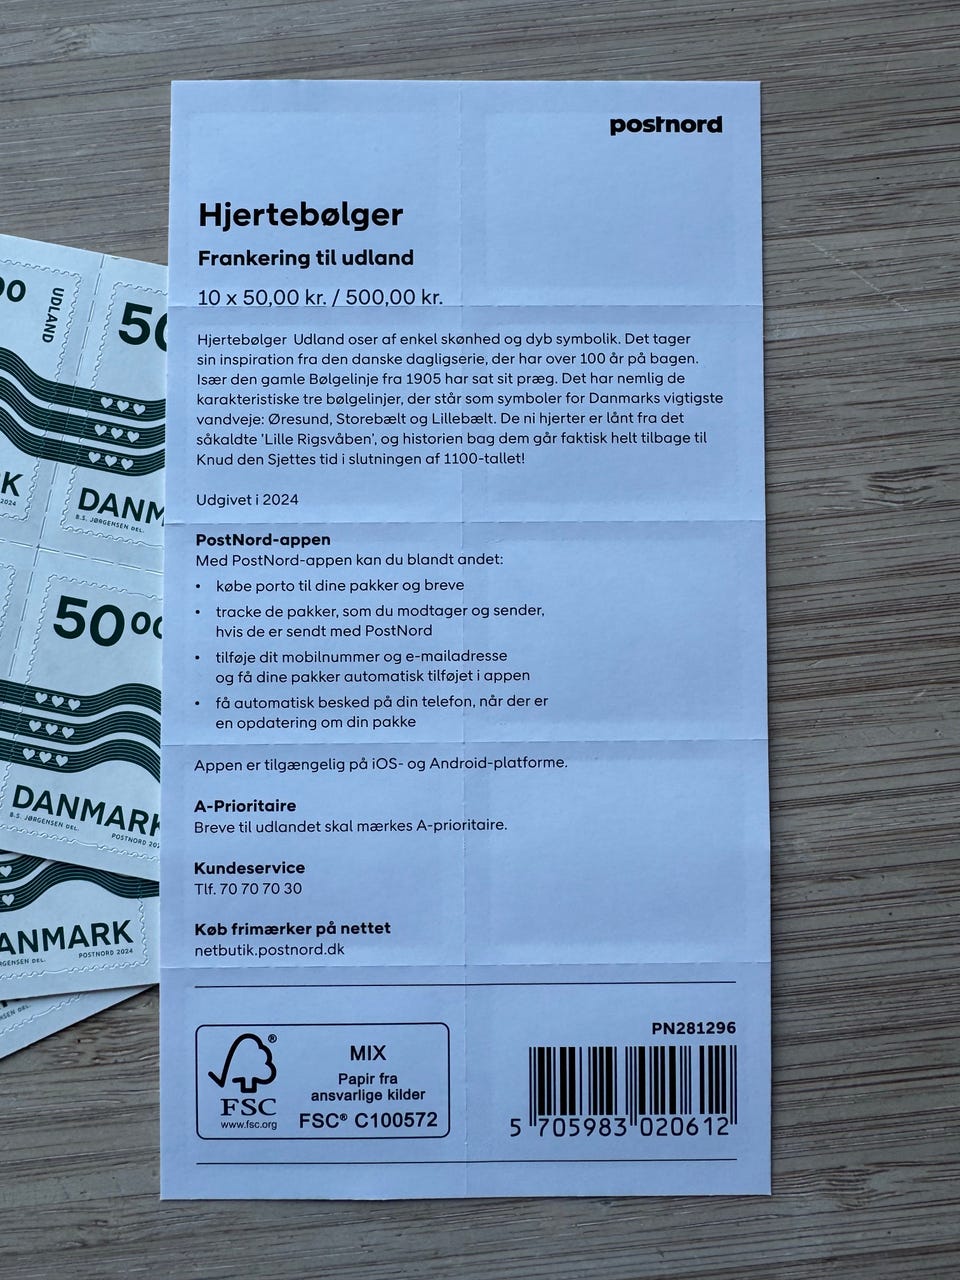 postnord
Hjertebølger
Frankering til udland
10 x 50,00 kr. / 500,00 kr.
Hjertebølger Udland oser af enkel skønhed og dyb symbolik. Det tager
sin inspiration fra den danske dagligserie, der har over 100 år på bagen.
Især den gamle Bølgelinje fra 1905 har sat sit præg. Det har nemlig de
karakteristiske tre bølgelinjer, der står som symboler for Danmarks vigtigste
vandveje: Øresund, Storebælt og Lillebælt. De ni hjerter er lånt fra det
såkaldte 'Lille Rigsvåben', og historien bag dem går faktisk helt tilbage til
Knud den Sjettes tid i slutningen af 1100-tallet!
Udgivet i 2024
PostNord-appen
Med PostNord-appen kan du blandt andet:
• købe porto til dine pakker og breve
• tracke de pakker, som du modtager og sender,
hvis de er sendt med PostNord
• tilføje dit mobilnummer og e-mailadresse
og få dine pakker automatisk tilføjet i appen
• få automatisk besked på din telefon, når der er
en opdatering om din pakke
Appen er tilgængelig på iOS- og Android-platforme.
A-Prioritaire
Breve til udlandet skal mærkes A-prioritaire.
Kundeservice
Tlf. 70 70 70 30
Køb frimærker på nettet
netbutik.postnord.dk
FSC®
www.fsc.org
MIX
Papir fra
ansvarlige kilder
FSC® C100572
PN281296
5 705983 020612
00
UDLAND
50
K
2024
DANM
B.S. JØRGENSEN DEL.
50 00
DANMARK
B.S. JØRGENSEN DEL.
POSTNORD 202
ANMARK
RGENSEN DEL.
POSTNORD 2024